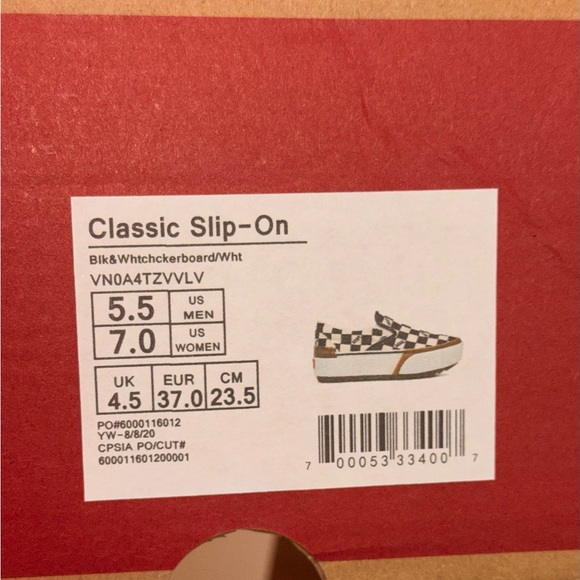 Classic Slip-On
Blk&Whtchckerboard/Wht
VN0A4TZVVLV
5.5 US MEN
7.0 US WOMEN
UK EUR CM
4.5 37.0 23.5
PO#6000116012
YW-8/8/20
CPSIA PO/CUT#
600011601200001
7 00053 33400 7